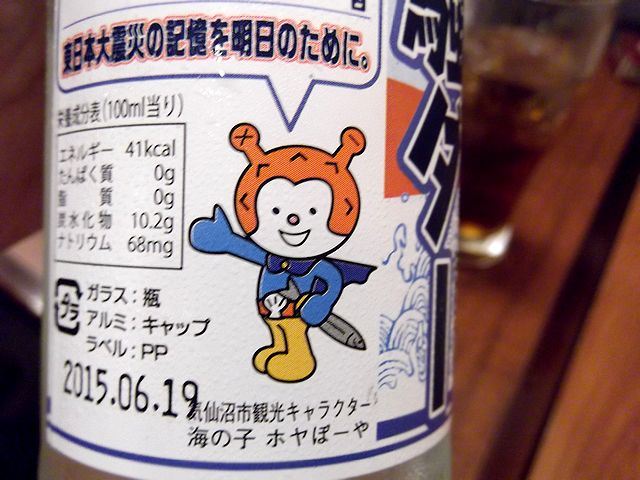 東日本大震災の記憶を明日のために。
栄養成分表(100ml当り)
エネルギー 41kcal
たんぱく質 0g
脂 質 0g
炭水化物 10.2g
ナトリウム 68mg
プラ
ガラス：瓶
アルミ：キャップ
ラベル：PP
2015.06.19
気仙沼市観光キャラクター
海の子 ホヤぼーや